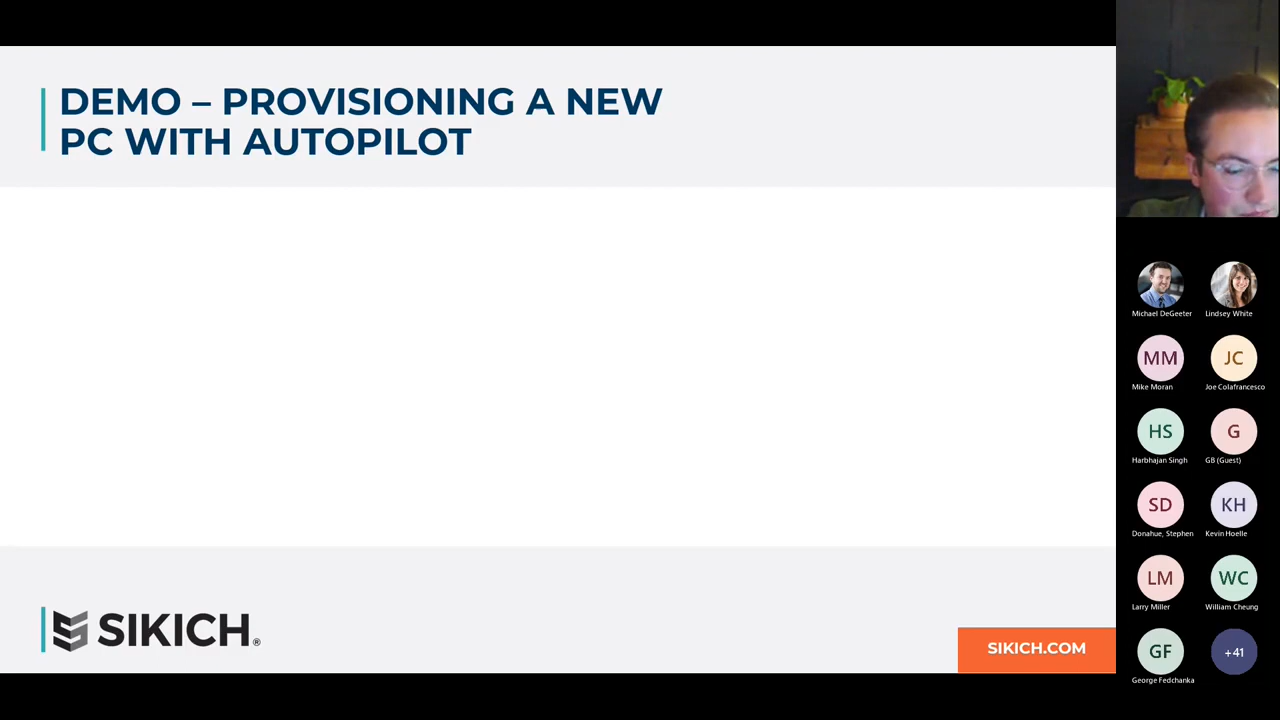 DEMO – PROVISIONING A NEW
PC WITH AUTOPILOT
SIKICH®
SIKICH.COM
Michael DeGeeter
Lindsey White
MM
JC
Mike Moran
Joe Colafrancesco
HS
G
Harbhajan Singh
GB (Guest)
SD
KH
Donahue, Stephen
Kevin Hoelle
LM
WC
Larry Miller
William Cheung
GF
+41
George Fedchanka